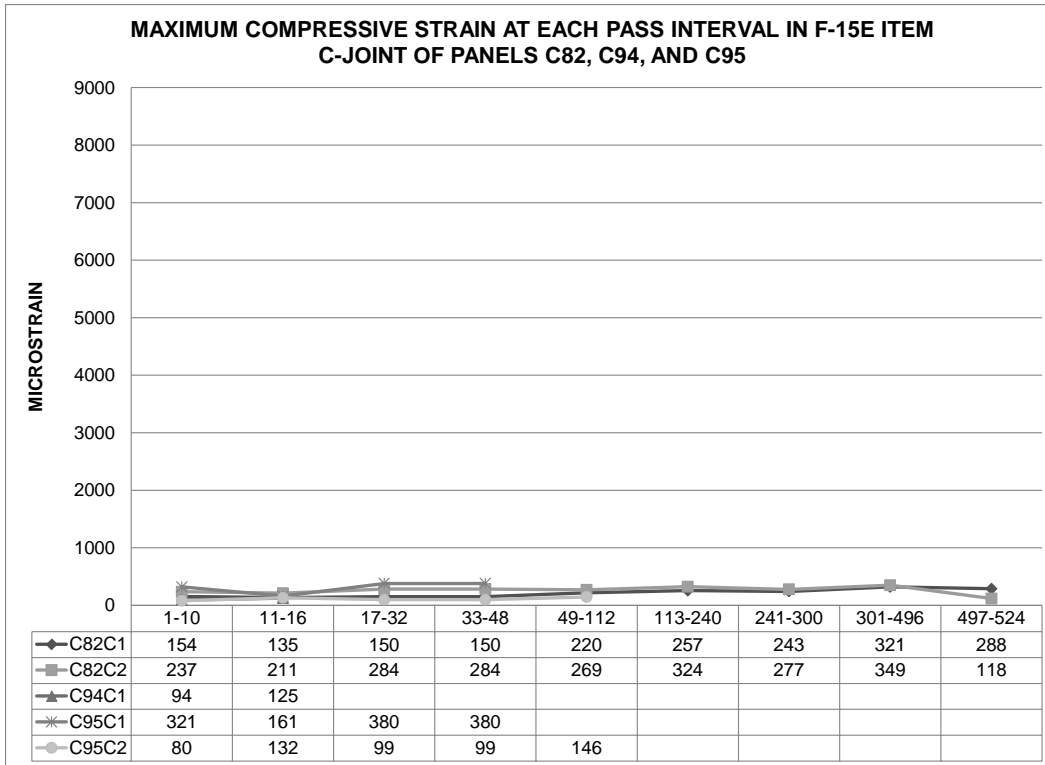 MAXIMUM COMPRESSIVE STRAIN AT EACH PASS INTERVAL IN F-15E ITEM
C-JOINT OF PANELS C82, C94, AND C95
MICROSTRAIN
9000
8000
7000
6000
5000
4000
3000
2000
1000
0
1-10 11-16 17-32 33-48 49-112 113-240 241-300 301-496 497-524
C82C1 154 135 150 150 220 257 243 321 288
C82C2 237 211 284 284 269 324 277 349 118
C94C1 94 125
C95C1 321 161 380 380
C95C2 80 132 99 99 146